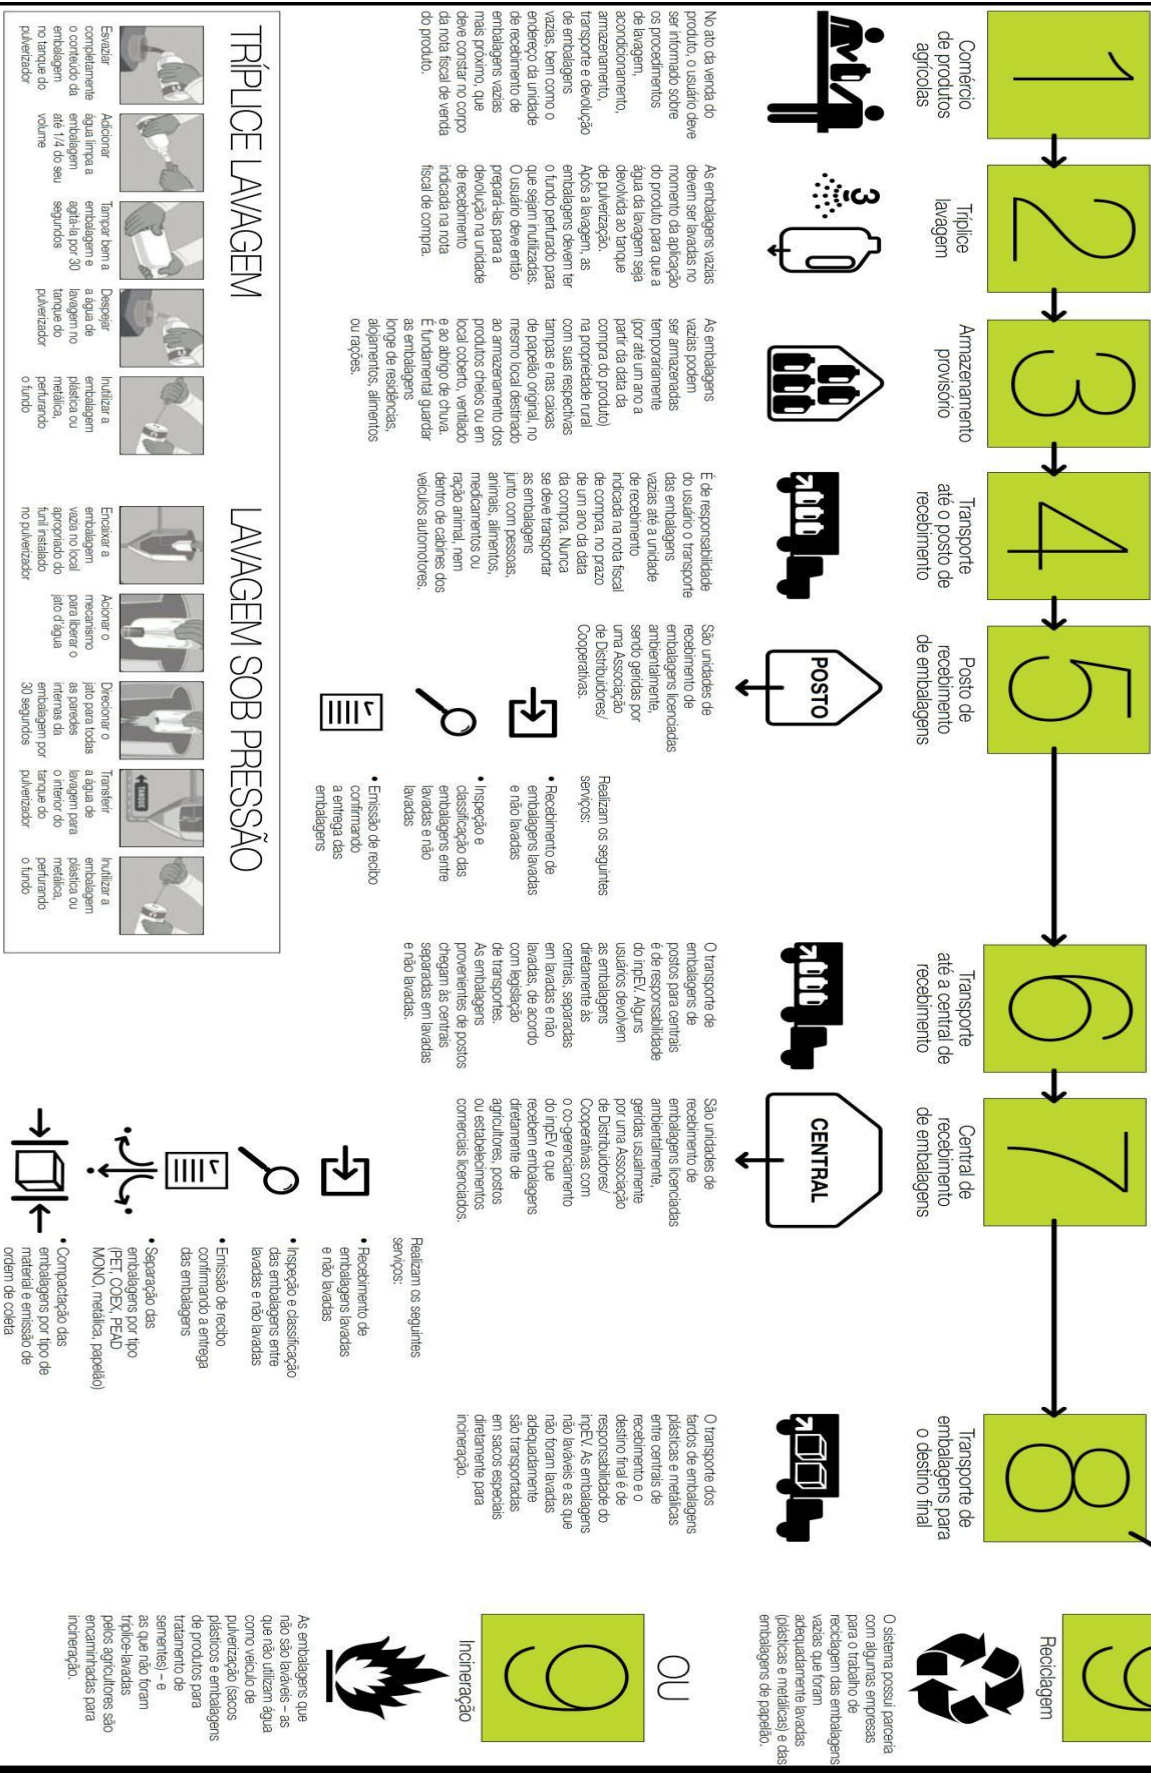 1
Comércio
de produtos
agrícolas
No ato da venda do
produto, o usuário deve
ser informado sobre
os procedimentos
de lavagem,
acondicionamento,
armazenamento,
transporte e devolução
de embalagens
vazias, bem como o
endereço da unidade
de recebimento de
embalagens vazias
mais próximo, que
deve constar no corpo
da nota fiscal de venda
do produto.
2
Tríplice
lavagem
3
As embalagens vazias
devem ser lavadas no
momento da aplicação
do produto para que a
água da lavagem seja
devolvida ao tanque
de pulverização.
Após a lavagem, as
embalagens devem ter
o fundo perfurado para
que sejam inutilizadas.
O usuário deve então
prepará-las para a
devolução na unidade
de recebimento
indicada na nota
fiscal de compra.
3
Armazenamento
provisório
As embalagens
vazias podem
ser armazenadas
temporariamente
(por até um ano a
partir da data da
compra do produto)
na propriedade rural
com suas respectivas
tampas e nas caixas
de papelão original, no
mesmo local destinado
ao armazenamento dos
produtos cheios ou em
local coberto, ventilado
e ao abrigo de chuva.
É fundamental guardar
as embalagens
longe de residências,
alojamentos, alimentos
ou rações.
4
Transporte
até o posto de
recebimento
É de responsabilidade
do usuário o transporte
das embalagens
vazias até a unidade
de recebimento
indicada na nota fiscal
de compra, no prazo
de um ano da data
da compra. Nunca
se deve transportar
as embalagens
junto com pessoas,
animais, alimentos,
medicamentos ou
ração animal, nem
dentro de cabines dos
veículos automotores.
5
Posto de
recebimento
de embalagens
POSTO
São unidades de
recebimento de
embalagens licenciadas
ambientalmente,
sendo geridas por
uma Associação
de Distribuidores/
Cooperativas.
Realizam os seguintes
serviços:
• Recebimento de
embalagens lavadas
e não lavadas
• Inspeção e
classificação das
embalagens entre
lavadas e não
lavadas
• Emissão de recibo
confirmando
a entrega das
embalagens
6
Transporte
até a central de
recebimento
O transporte de
embalagens de
postos para centrais
é de responsabilidade
do inpEV. Alguns
usuários devolvem
as embalagens
diretamente às
centrais, separadas
em lavadas e não
lavadas, de acordo
com legislação
de transportes.
As embalagens
provenientes de postos
chegam às centrais
separadas em lavadas
e não lavadas.
7
Central de
recebimento
de embalagens
CENTRAL
São unidades de
recebimento de
embalagens licenciadas
ambientalmente,
geridas usualmente
por uma Associação
de Distribuidores/
Cooperativas com
o co-gerenciamento
do inpEV e que
recebem embalagens
diretamente de
agricultores, postos
ou estabelecimentos
comerciais licenciados.
Realizam os seguintes
serviços:
• Recebimento de
embalagens lavadas
e não lavadas
• Inspeção e classificação
das embalagens entre
lavadas e não lavadas
• Emissão de recibo
confirmando a entrega
das embalagens
• Separação das
embalagens por tipo
(PET, COEX, PEAD
MONO, metálica, papelão)
• Compactação das
embalagens por tipo de
material e emissão de
ordem de coleta
8
Transporte de
embalagens para
o destino final
O transporte dos
fardos de embalagens
plásticas e metálicas
entre centrais de
recebimento e o
destino final é de
responsabilidade do
inpEV. As embalagens
não laváveis e as que
não foram lavadas
adequadamente
são transportadas
em sacos especiais
diretamente para
incineração.
9
Reciclagem
O sistema possui parceria
com algumas empresas
para o trabalho de
reciclagem das embalagens
vazias que foram
adequadamente lavadas
(plásticas e metálicas) e das
embalagens de papelão.
OU
9
Incineração
As embalagens que
não são laváveis – as
que não utilizam água
como veículo de
pulverização (sacos
plásticos e embalagens
de produtos para
tratamento de
sementes) – e
as que não foram
tríplice-lavadas
pelos agricultores são
encaminhadas para
incineração.
TRÍPLICE LAVAGEM
Esvaziar
completamente
o conteúdo da
embalagem
no tanque do
pulverizador
Adicionar
água limpa a
embalagem
até 1/4 do seu
volume
Tampar bem a
embalagem e
agitá-la por 30
segundos
Despejar
a água de
lavagem no
tanque do
pulverizador
Inutilizar a
embalagem
plástica ou
metálica,
perfurando
o fundo
LAVAGEM SOB PRESSÃO
Encaixar a
embalagem
vazia no local
apropriado do
funil instalado
no pulverizador
Acionar o
mecanismo
para liberar o
jato d'água
Direcionar o
jato para todas
as paredes
internas da
embalagem por
30 segundos
TANQUE
Transferir
a água de
lavagem para
o interior do
tanque do
pulverizador
Inutilizar a
embalagem
plástica ou
metálica,
perfurando
o fundo